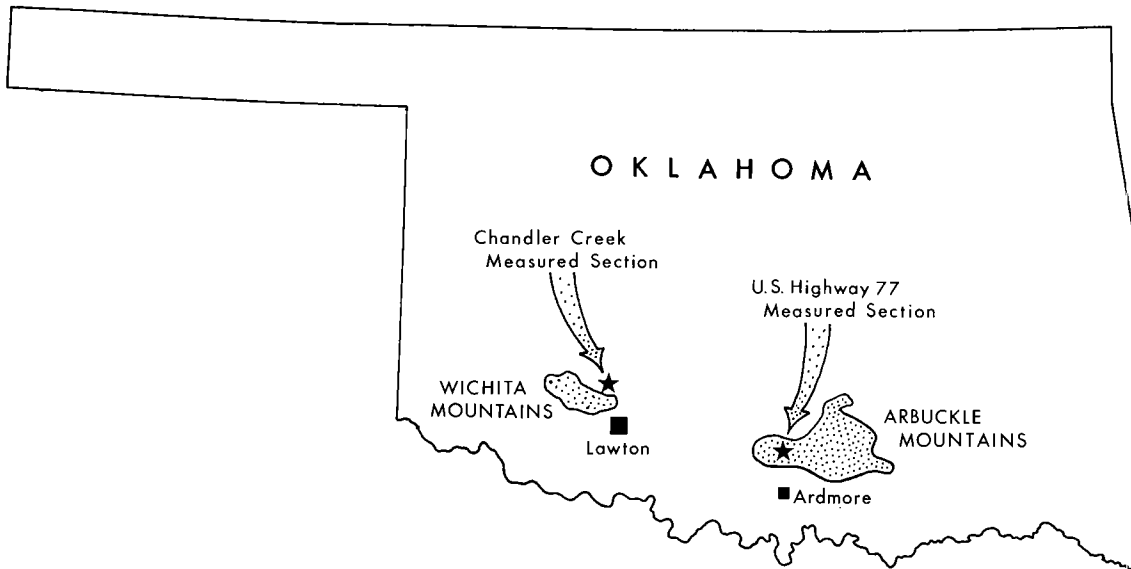 OKLAHOMA
Chandler Creek
Measured Section
U.S. Highway 77
Measured Section
WICHITA
MOUNTAINS
Lawton
ARBUCKLE
MOUNTAINS
Ardmore